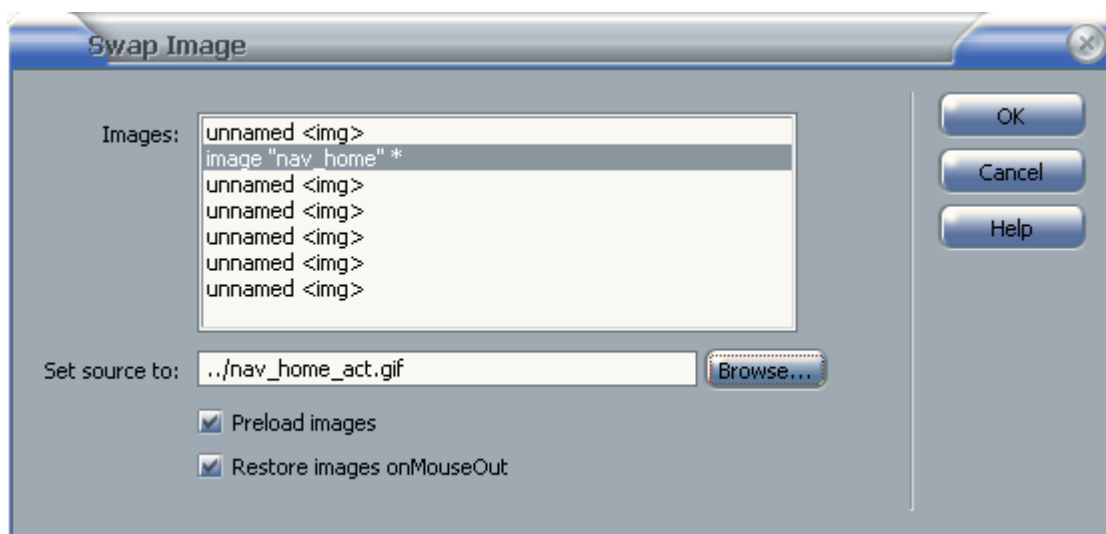 Swap Image
Images:
unnamed <img>
image "nav_home" *
unnamed <img>
unnamed <img>
unnamed <img>
unnamed <img>
unnamed <img>
Set source to:
../nav_home_act.gif
Browse...
Preload images
Restore images onMouseOut
OK
Cancel
Help